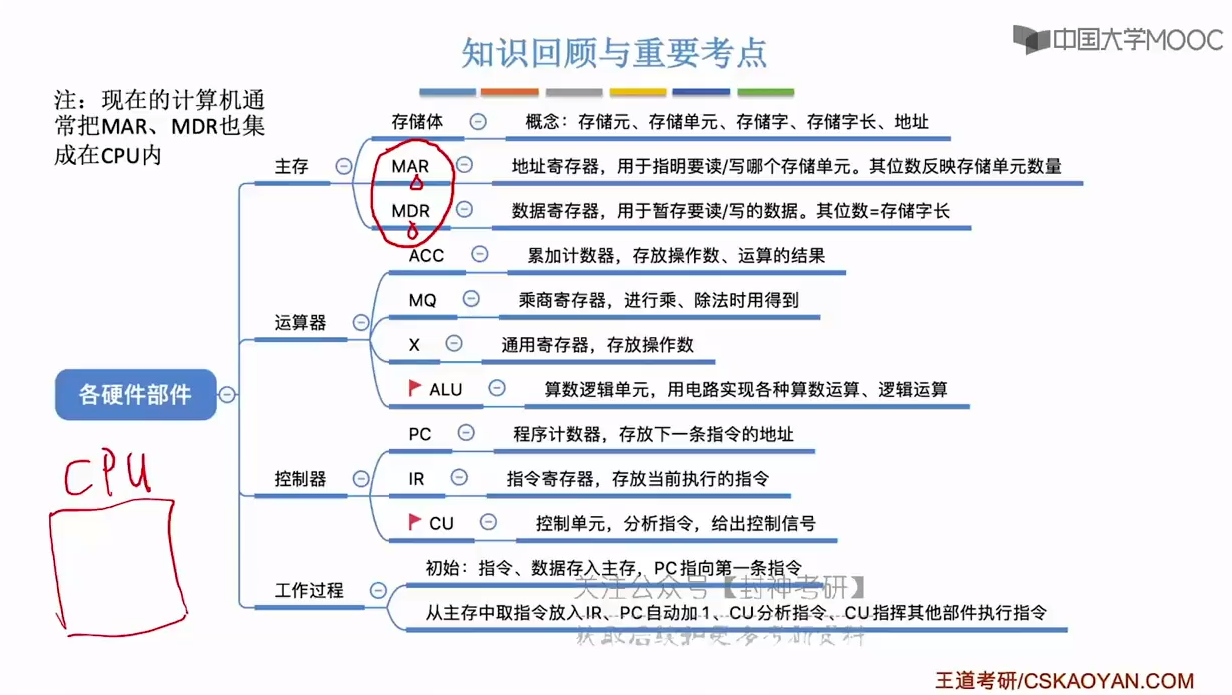 中国大学MOOC
知识回顾与重要考点
注：现在的计算机通
常把MAR、MDR也集
成在CPU内
各硬件部件
主存
存储体
概念：存储元、存储单元、存储字、存储字长、地址
MAR
地址寄存器，用于指明要读/写哪个存储单元。其位数反映存储单元数量
MDR
数据寄存器，用于暂存要读/写的数据。其位数=存储字长
运算器
ACC
累加计数器，存放操作数、运算的结果
MQ
乘商寄存器，进行乘、除法时用得到
X
通用寄存器，存放操作数
ALU
算数逻辑单元，用电路实现各种算数运算、逻辑运算
控制器
PC
程序计数器，存放下一条指令的地址
IR
指令寄存器，存放当前执行的指令
CU
控制单元，分析指令，给出控制信号
工作过程
初始：指令、数据存入主存，PC指向第一条指令
从主存中取指令放入IR、PC自动加1、CU分析指令、CU指挥其他部件执行指令
CPU
关注公众号【封神考研】
获取后续和更多考研资料
王道考研/CSKAOYAN.COM